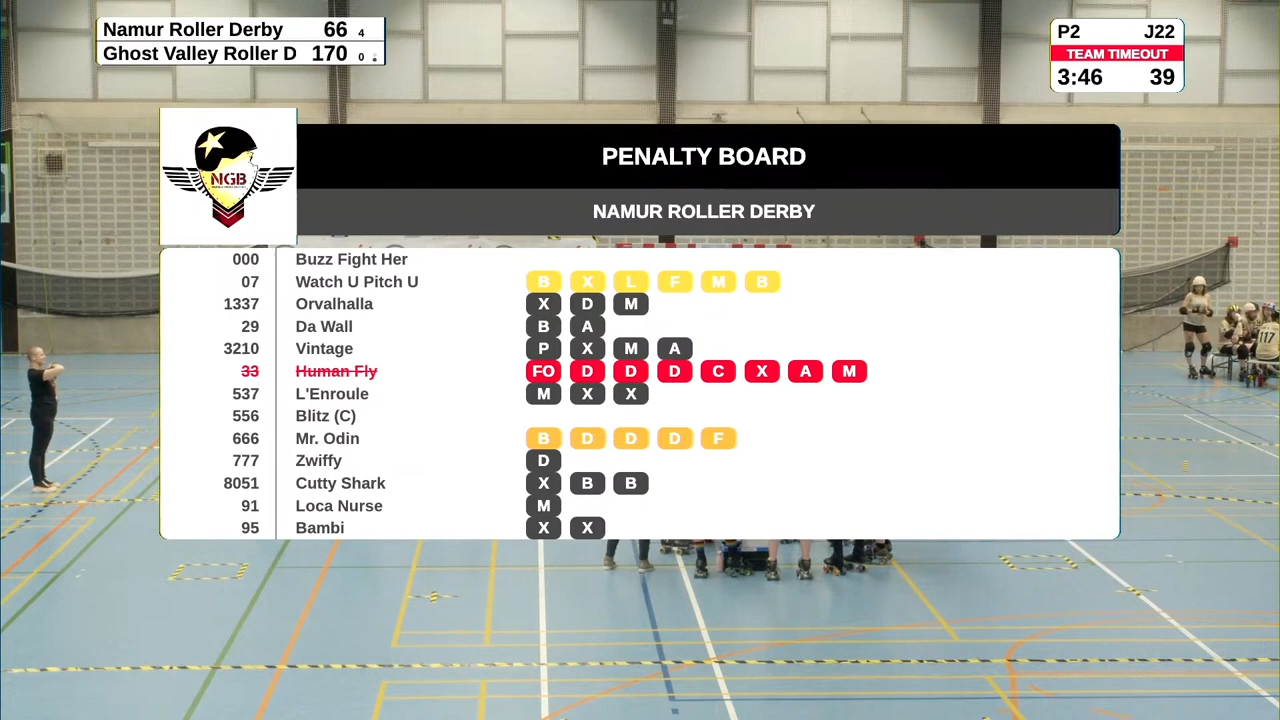 Namur Roller Derby 66 4
Ghost Valley Roller D 170 0
P2 J22
TEAM TIMEOUT
3:46 39
NGB
PENALTY BOARD
NAMUR ROLLER DERBY
000 Buzz Fight Her
07 Watch U Pitch U B X L F M B
1337 Orvalhalla X D M
29 Da Wall B A
3210 Vintage P X M A
33 Human Fly FO D D D C X A M
537 L'Enroule M X X
556 Blitz (C)
666 Mr. Odin B D D D F
777 Zwiffy D
8051 Cutty Shark X B B
91 Loca Nurse M
95 Bambi X X
117